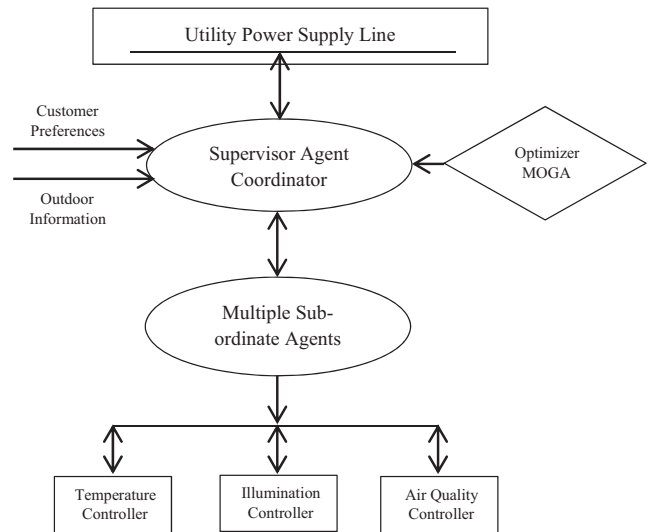 Utility Power Supply Line
Customer
Preferences
Supervisor Agent
Coordinator
Optimizer
MOGA
Outdoor
Information
Multiple Sub-
ordinate Agents
Temperature
Controller
Illumination
Controller
Air Quality
Controller